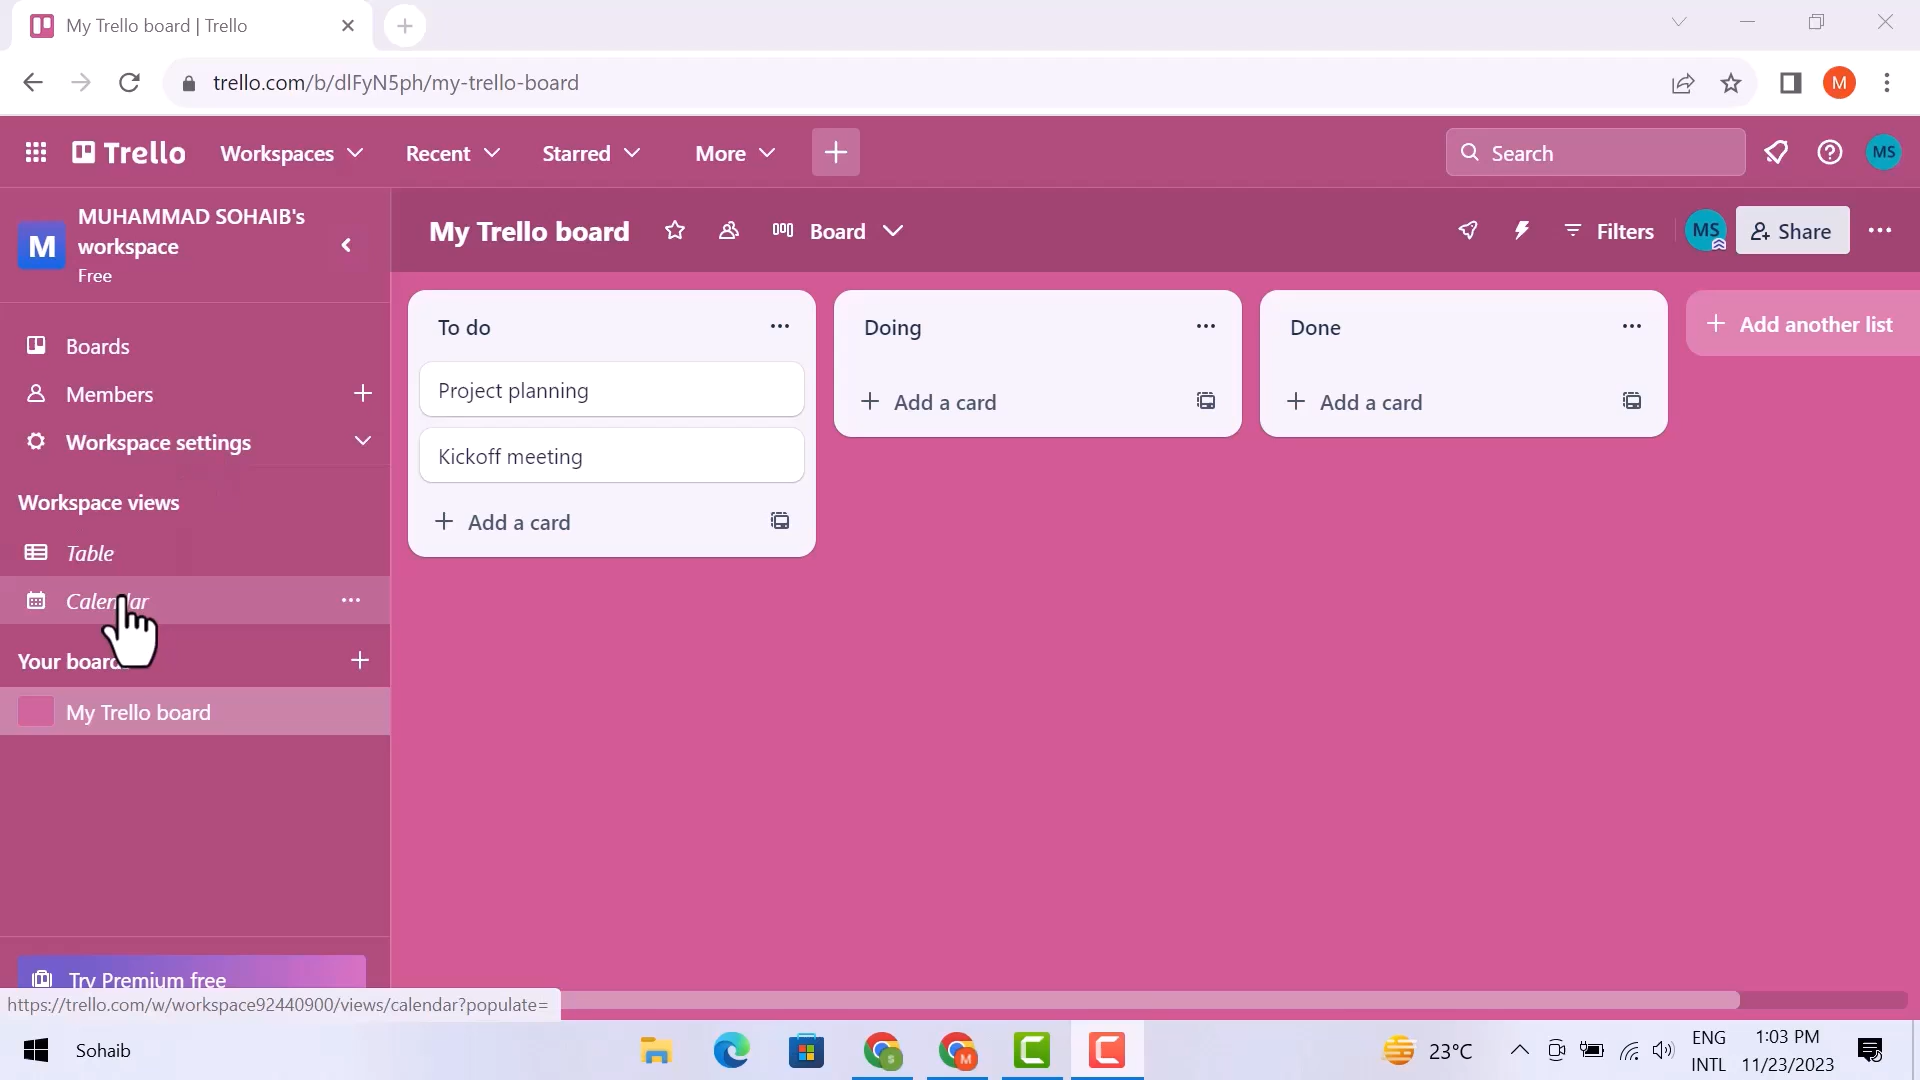 My Trello board | Trello
trello.com/b/dlFyN5ph/my-trello-board
M
Trello
Workspaces
Recent
Starred
More
Search
MS
M
MUHAMMAD SOHAIB's
workspace
Free
My Trello board
Board
Filters
MS
Share
Boards
Members
Workspace settings
Workspace views
Table
Calendar
Your boards
My Trello board
Try Premium free
To do
Project planning
Kickoff meeting
Add a card
Doing
Add a card
Done
Add a card
Add another list
https://trello.com/w/workspace92440900/views/calendar?populate=
Sohaib
S
M
23°C
ENG
INTL
1:03 PM
11/23/2023